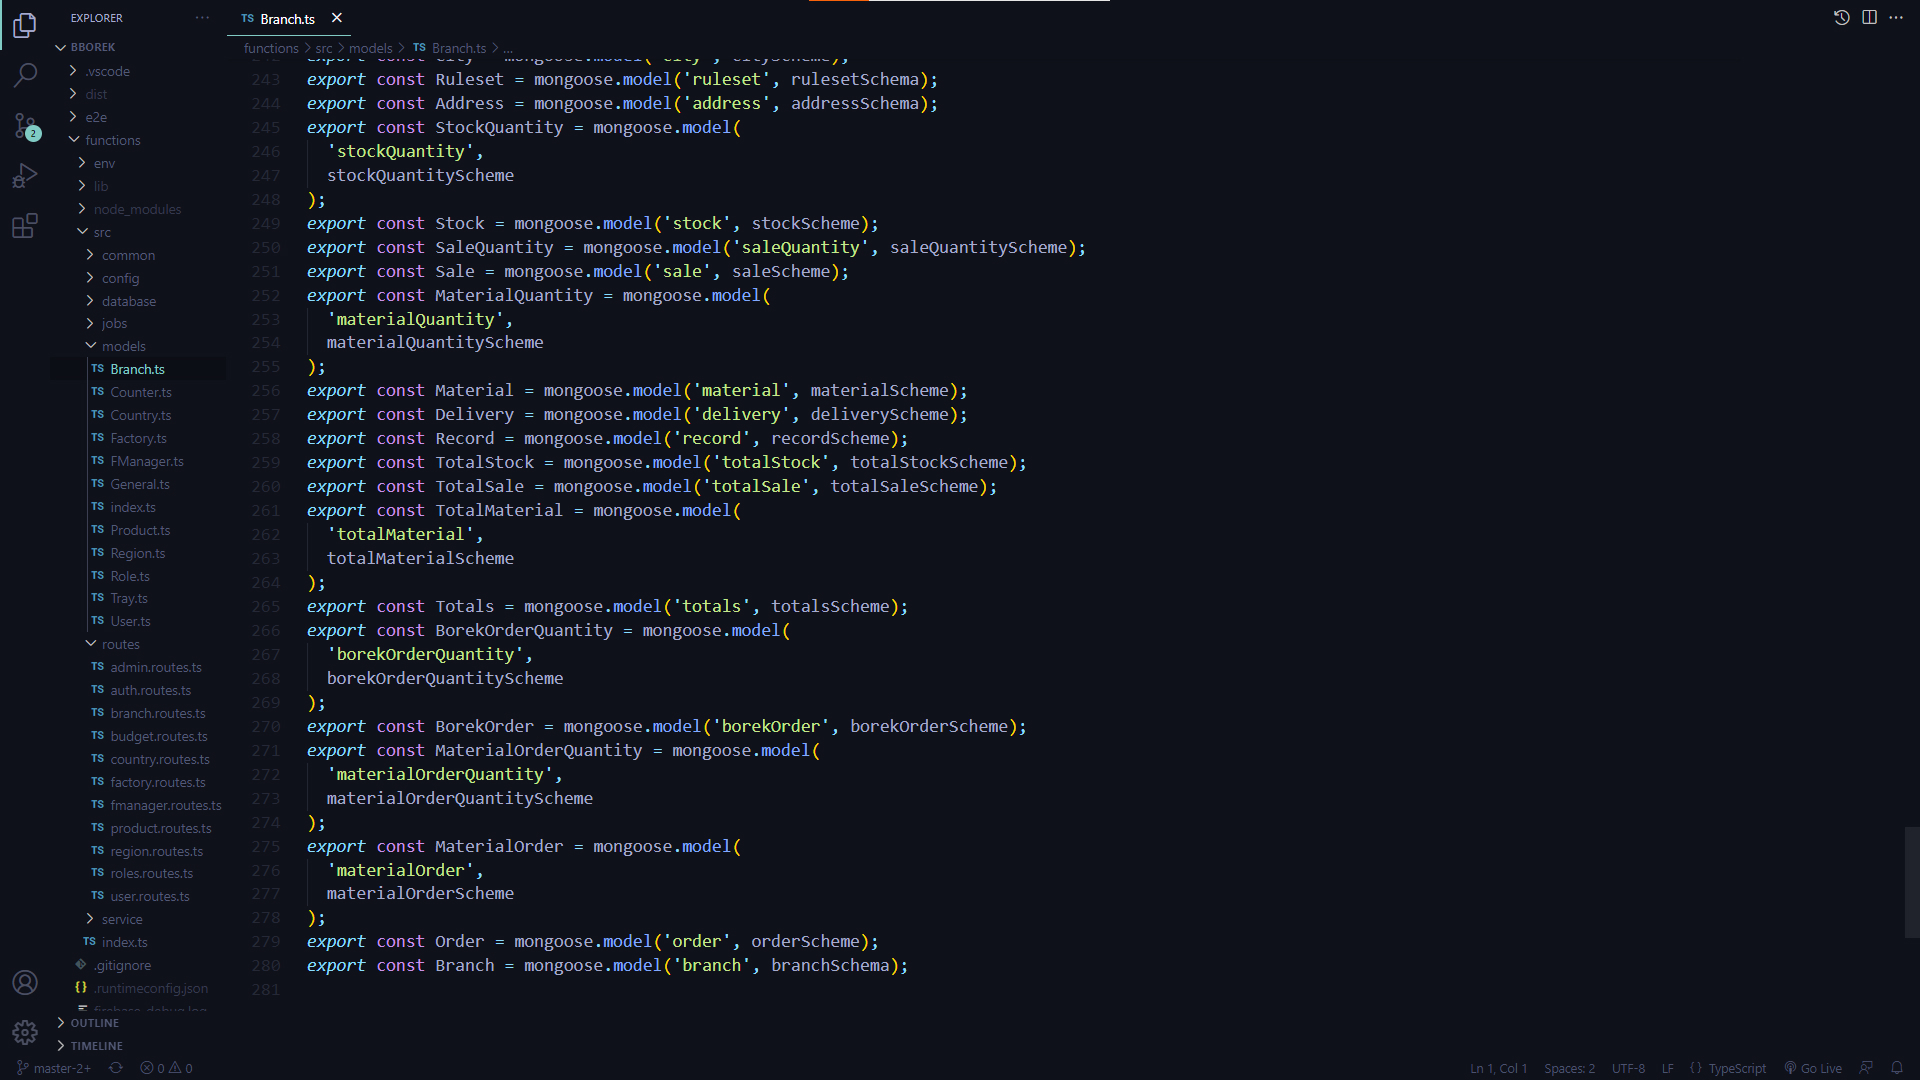 EXPLORER
BBOREK
.vscode
dist
e2e
functions
env
lib
node_modules
src
common
config
database
jobs
models
TS Branch.ts
TS Counter.ts
TS Country.ts
TS Factory.ts
TS FManager.ts
TS General.ts
TS index.ts
TS Product.ts
TS Region.ts
TS Role.ts
TS Tray.ts
TS User.ts
routes
TS admin.routes.ts
TS auth.routes.ts
TS branch.routes.ts
TS budget.routes.ts
TS country.routes.ts
TS factory.routes.ts
TS fmanager.routes.ts
TS product.routes.ts
TS region.routes.ts
TS roles.routes.ts
TS user.routes.ts
service
TS index.ts
.gitignore
{} .runtimeconfig.json
firebase-debug.log
OUTLINE
TIMELINE
2
TS Branch.ts
functions > src > models > TS Branch.ts > ...
242 export const City = mongoose.model('city', cityScheme);
243 export const Ruleset = mongoose.model('ruleset', rulesetSchema);
244 export const Address = mongoose.model('address', addressSchema);
245 export const StockQuantity = mongoose.model(
246 'stockQuantity',
247 stockQuantityScheme
248 );
249 export const Stock = mongoose.model('stock', stockScheme);
250 export const SaleQuantity = mongoose.model('saleQuantity', saleQuantityScheme);
251 export const Sale = mongoose.model('sale', saleScheme);
252 export const MaterialQuantity = mongoose.model(
253 'materialQuantity',
254 materialQuantityScheme
255 );
256 export const Material = mongoose.model('material', materialScheme);
257 export const Delivery = mongoose.model('delivery', deliveryScheme);
258 export const Record = mongoose.model('record', recordScheme);
259 export const TotalStock = mongoose.model('totalStock', totalStockScheme);
260 export const TotalSale = mongoose.model('totalSale', totalSaleScheme);
261 export const TotalMaterial = mongoose.model(
262 'totalMaterial',
263 totalMaterialScheme
264 );
265 export const Totals = mongoose.model('totals', totalsScheme);
266 export const BorekOrderQuantity = mongoose.model(
267 'borekOrderQuantity',
268 borekOrderQuantityScheme
269 );
270 export const BorekOrder = mongoose.model('borekOrder', borekOrderScheme);
271 export const MaterialOrderQuantity = mongoose.model(
272 'materialOrderQuantity',
273 materialOrderQuantityScheme
274 );
275 export const MaterialOrder = mongoose.model(
276 'materialOrder',
277 materialOrderScheme
278 );
279 export const Order = mongoose.model('order', orderScheme);
280 export const Branch = mongoose.model('branch', branchSchema);
281
master-2+ 0 0
Ln 1, Col 1 Spaces: 2 UTF-8 LF {} TypeScript Go Live